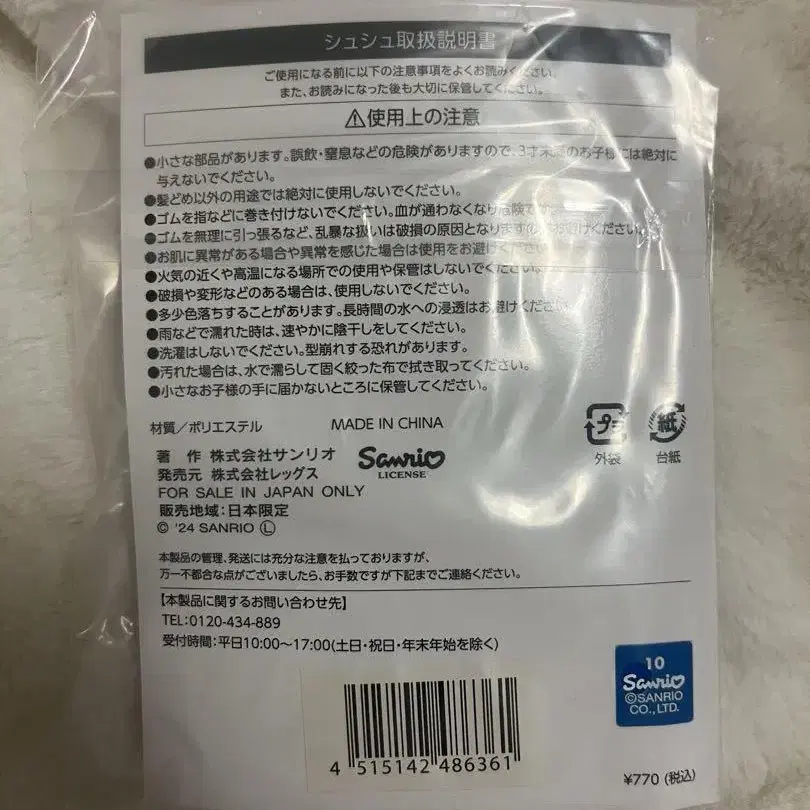 シュシュ取扱説明書
ご使用になる前に以下の注意事項をよくお読みください。
また、お読みになった後も大切に保管してください。
⚠使用上の注意
●小さな部品があります。誤飲・窒息などの危険がありますので、3才未満のお子様には絶対に
与えないでください。
●髪どめ以外の用途では絶対に使用しないでください。
●ゴムを指などに巻き付けないでください。血が通わなくなり危険です。
●ゴムを無理に引っ張るなど、乱暴な扱いは破損の原因となりますのでお避けください。
●お肌に異常がある場合や異常を感じた場合は使用をお避けください。
●火気の近くや高温になる場所での使用や保管はしないでください。
●破損や変形などのある場合は、使用しないでください。
●多少色落ちすることがあります。長時間の水への浸透はお避けください。
●雨などで濡れた時は、速やかに陰干しをしてください。
●洗濯はしないでください。型崩れする恐れがあります。
●汚れた場合は、水で濡らして固く絞った布で拭き取ってください。
●小さなお子様の手に届かないところに保管してください。
材質/ポリエステル MADE IN CHINA
プラ 紙
外袋 台紙
著 作 株式会社サンリオ
発売元 株式会社レッグス
Sanrio
LICENSE
FOR SALE IN JAPAN ONLY
販売地域:日本限定
© '24 SANRIO Ⓛ
本製品の管理、発送には充分な注意を払っておりますが、
万一不都合な点がございましたら、お手数ですが下記までご連絡ください。
【本製品に関するお問い合わせ先】
TEL:0120-434-889
受付時間:平日10:00〜17:00(土日・祝日・年末年始を除く)
10
Sanrio
©SANRIO
CO., LTD.
4 515142 486361
¥770 (税込)